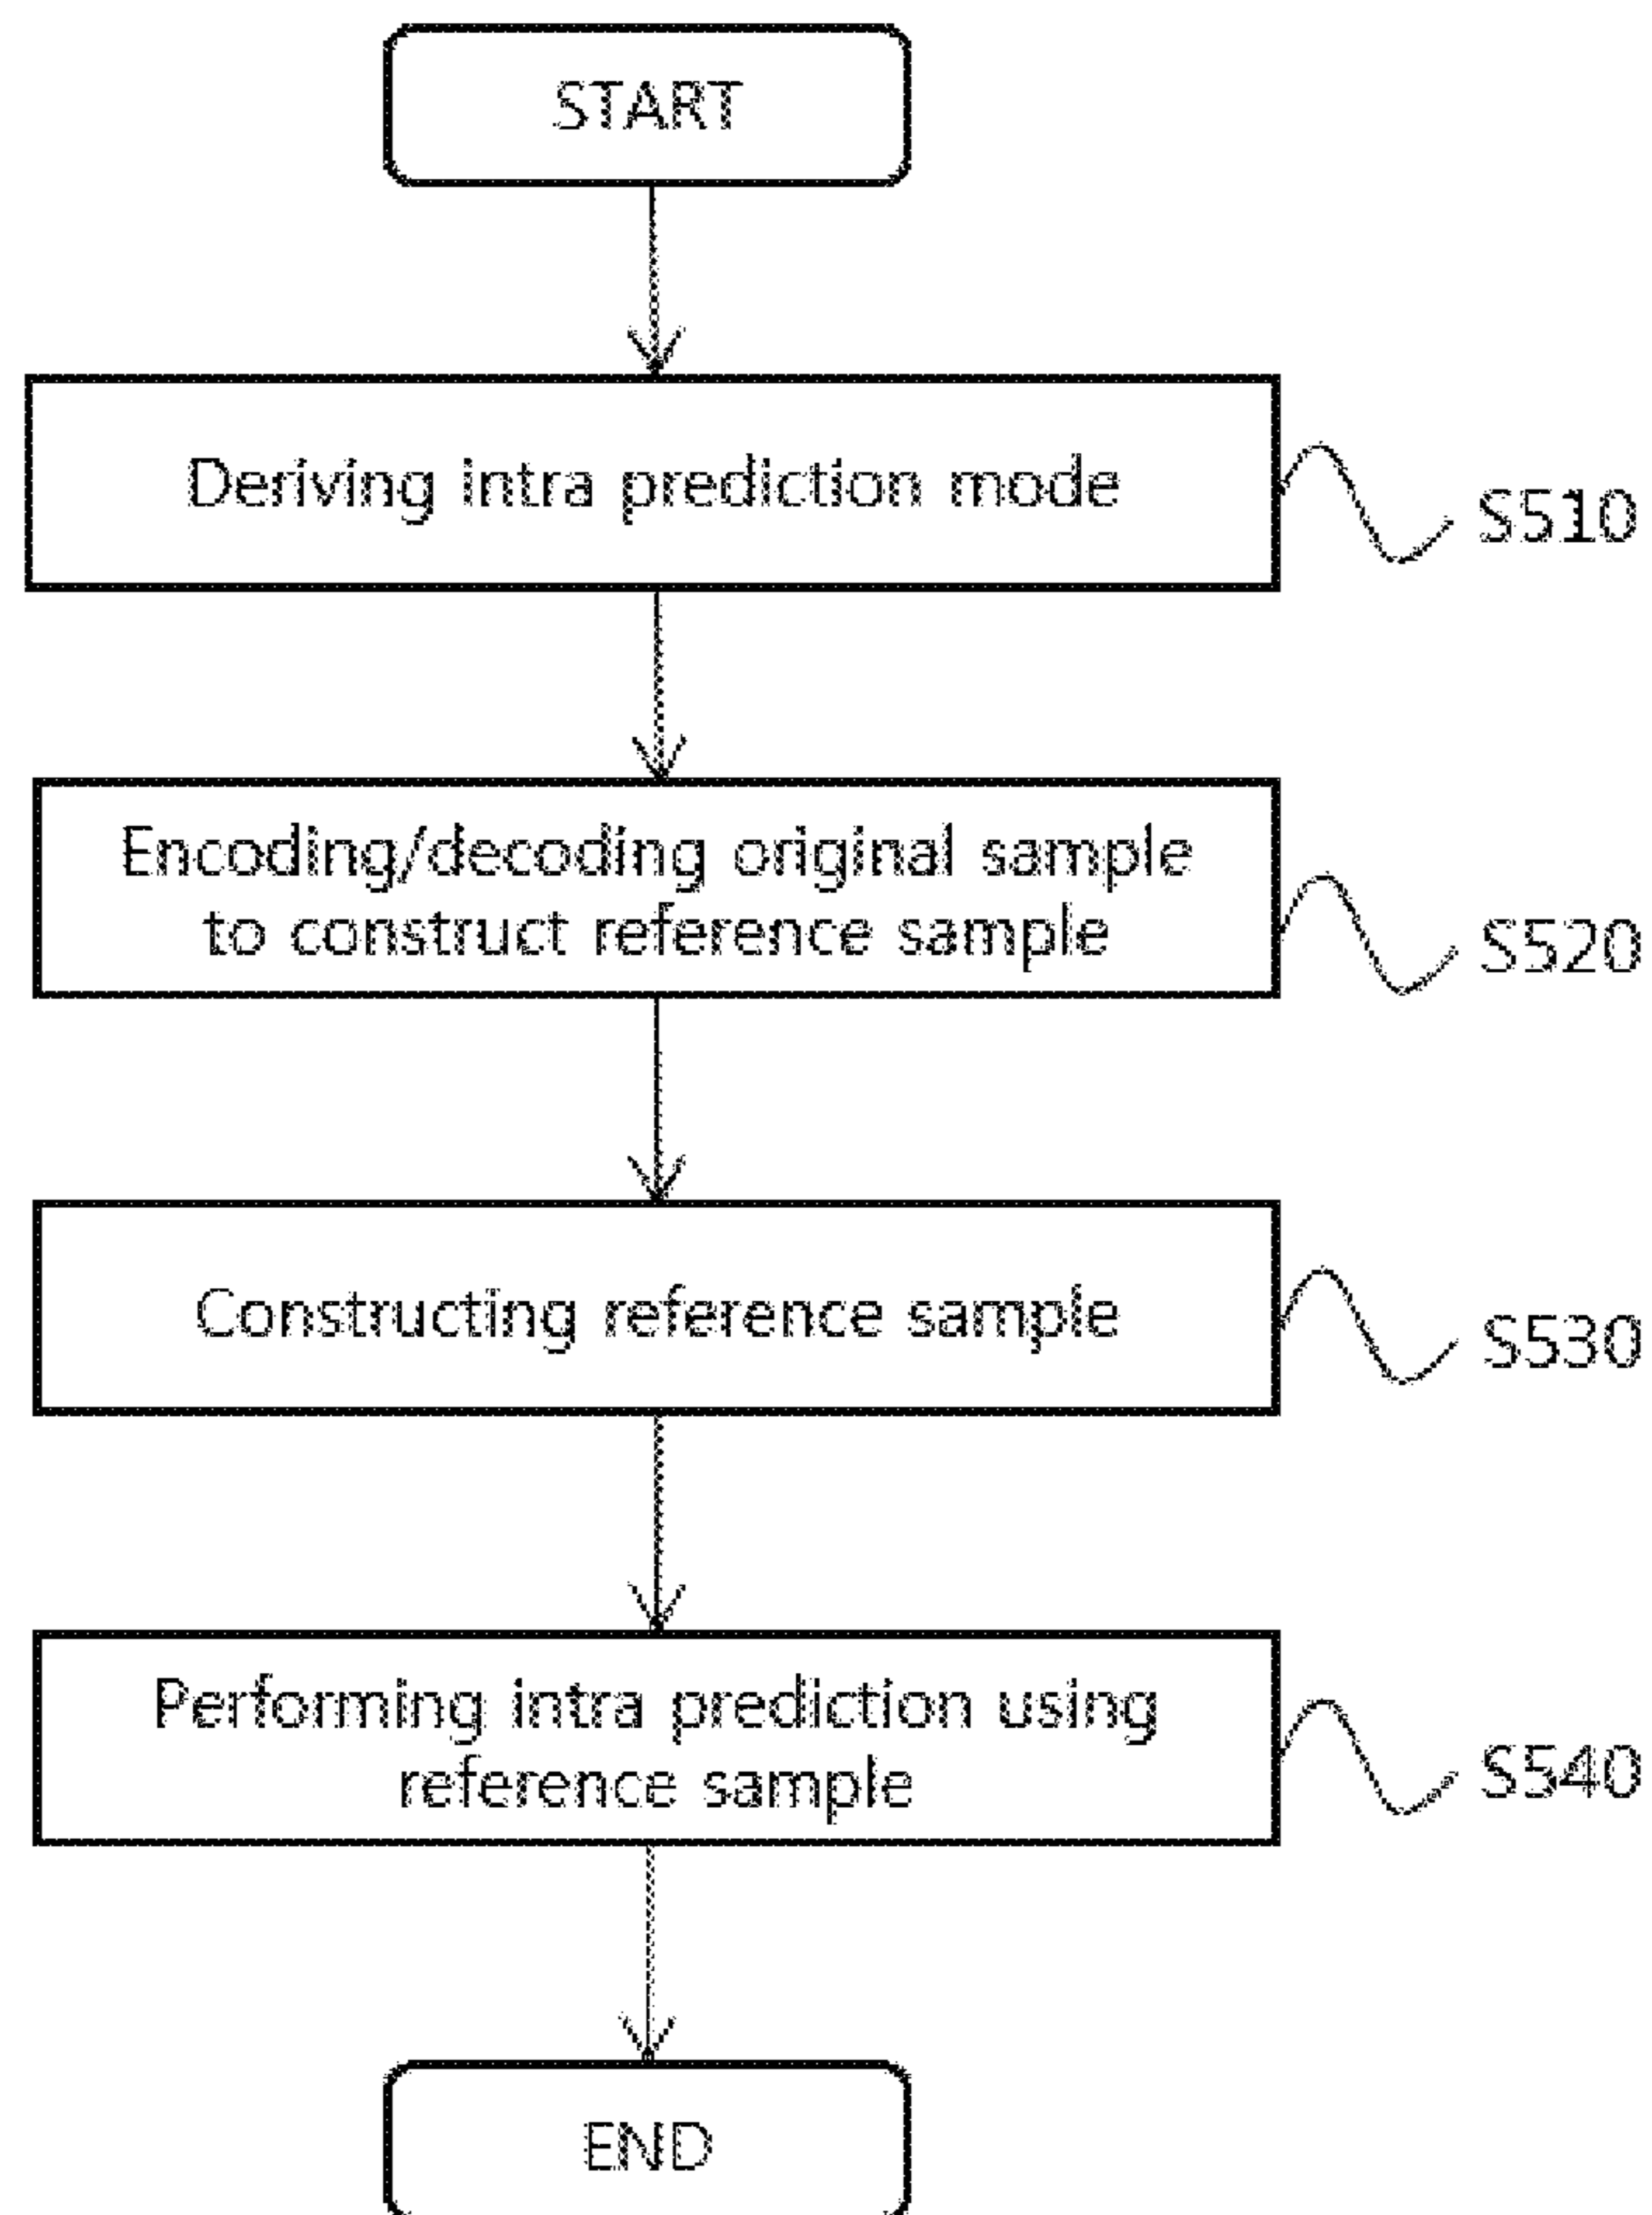 START
Deriving intra prediction mode
S510
Encoding/decoding original sample
to construct reference sample
S520
Constructing reference sample
S530
Performing intra prediction using
reference sample
S540
END